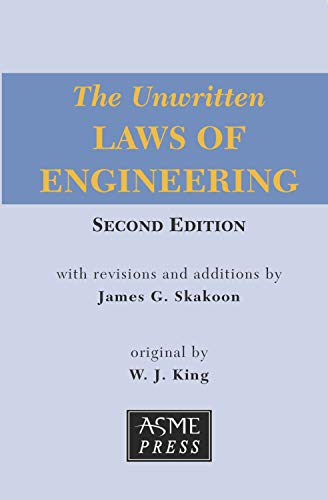 The Unwritten
LAWS OF
ENGINEERING
SECOND EDITION
with revisions and additions by
James G. Skakoon
original by
W. J. King
ASME
PRESS